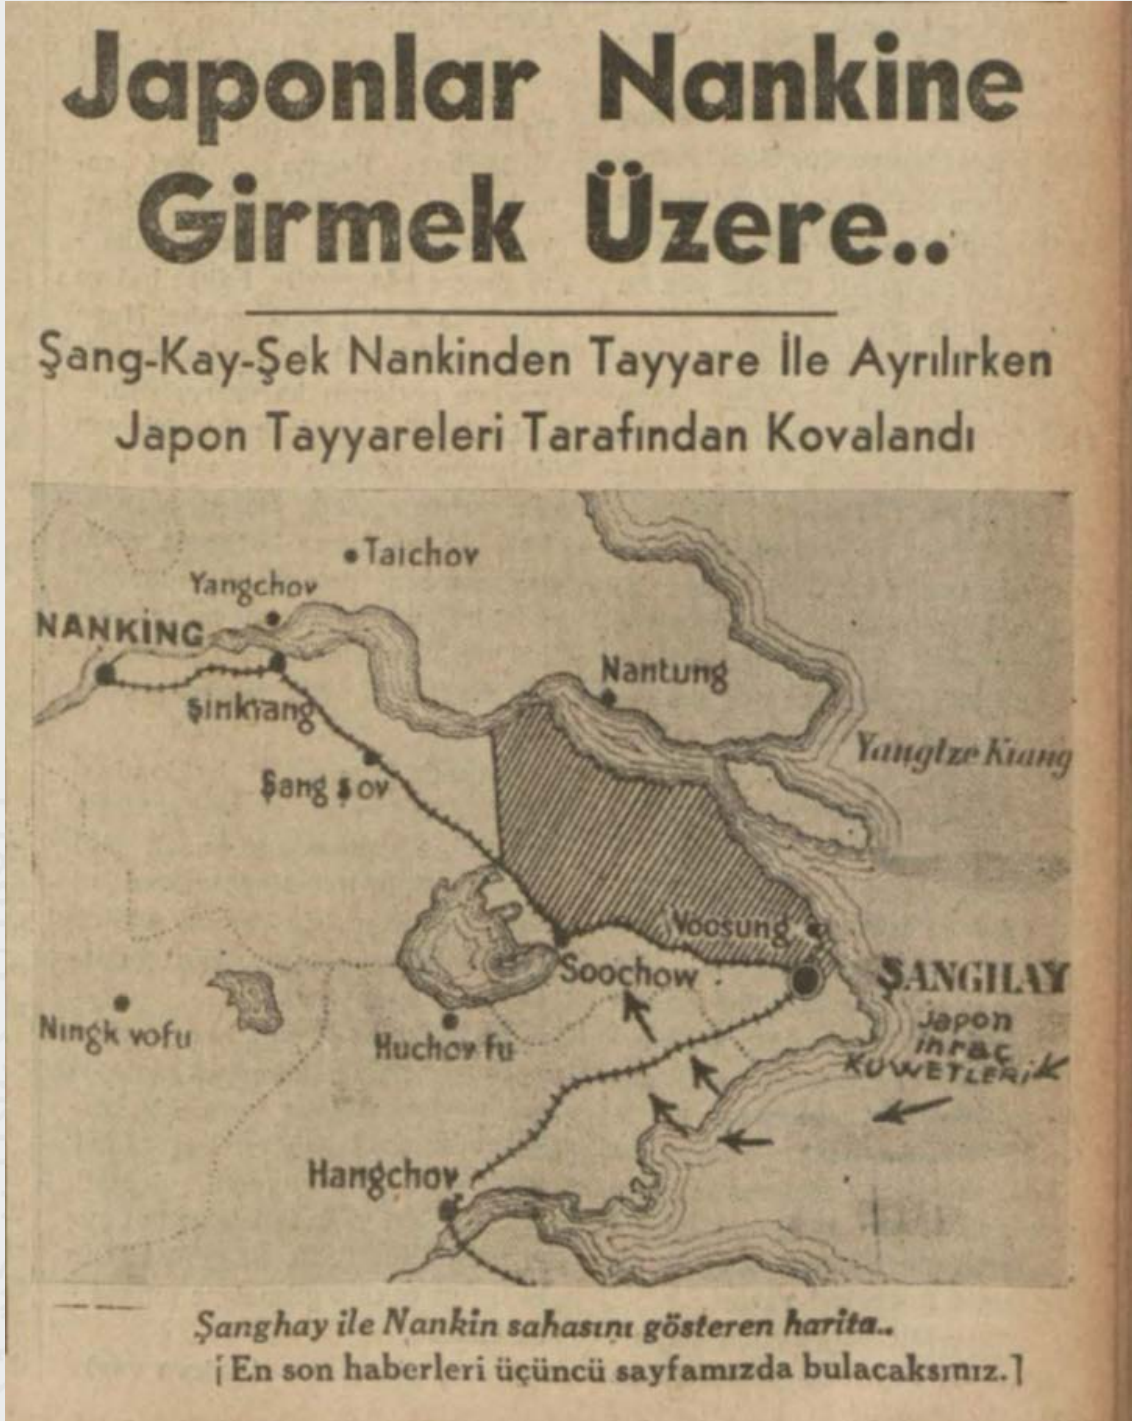 Japonlar Nankine
Girmek Üzere..
Şang-Kay-Şek Nankinden Tayyare İle Ayrılırken
Japon Tayyareleri Tarafından Kovalandı
Taichov
Yangchov
NANKİNG
Nantung
Şinkiang
Yangtze Kiang
Şang şov
Voosung
Soochow
ŞANGHAY
Japon
ihraç
KUVVETLERİ
Ningk vofu
Huchov fu
Hangchov
Şanghay ile Nankin sahasını gösteren harita..
[En son haberleri üçüncü sayfamızda bulacaksınız.]